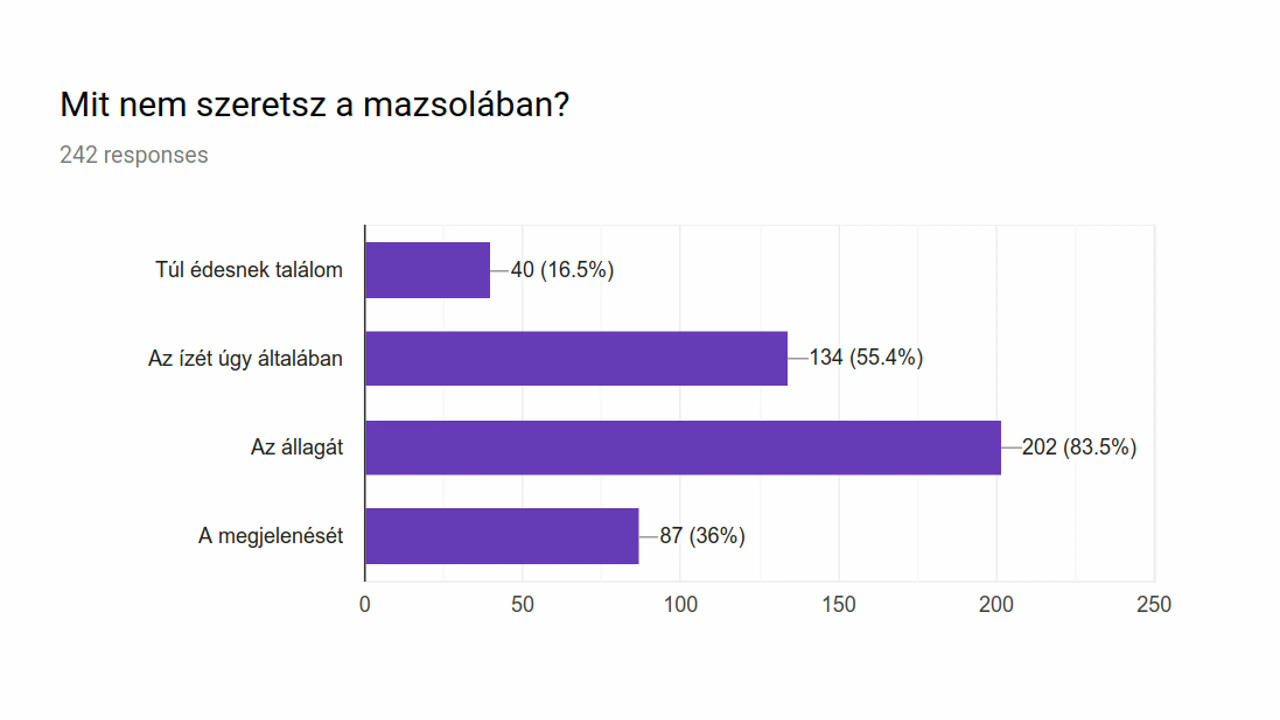 Mit nem szeretsz a mazsolában?
242 responses
Túl édesnek találom 40 (16.5%)
Az ízét úgy általában 134 (55.4%)
Az állagát 202 (83.5%)
A megjelenését 87 (36%)
0 50 100 150 200 250